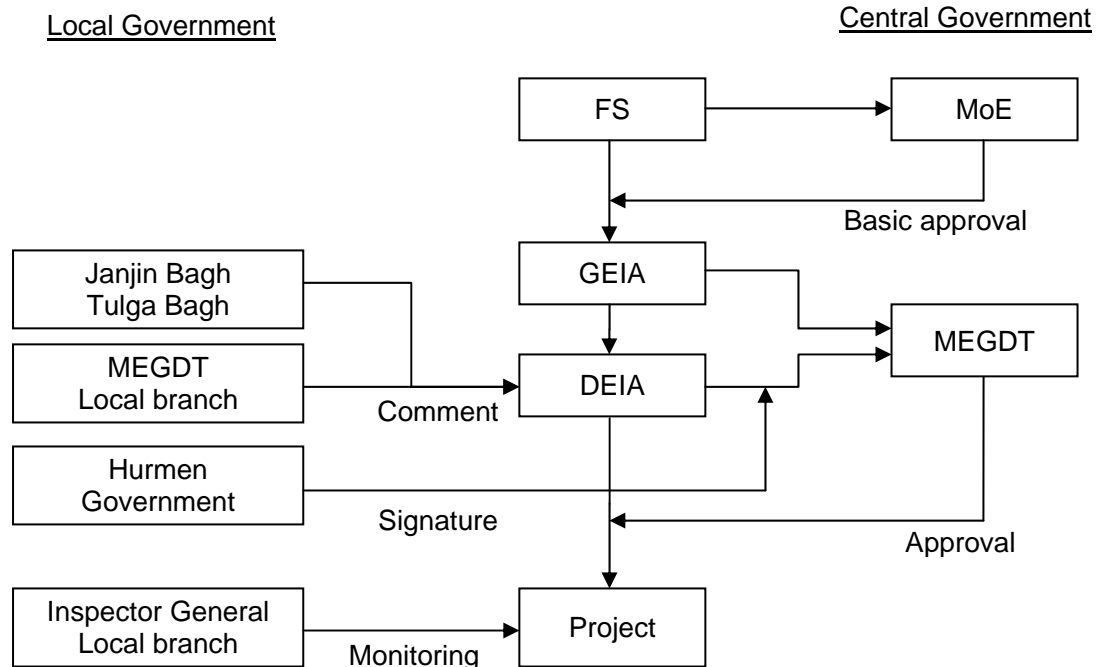 Local Government
Central Government
FS
MoE
Basic approval
Janjin Bagh
Tulga Bagh
GEIA
MEGDT
MEGDT
Local branch
DEIA
Comment
Hurmen
Government
Signature
Approval
Inspector General
Local branch
Project
Monitoring